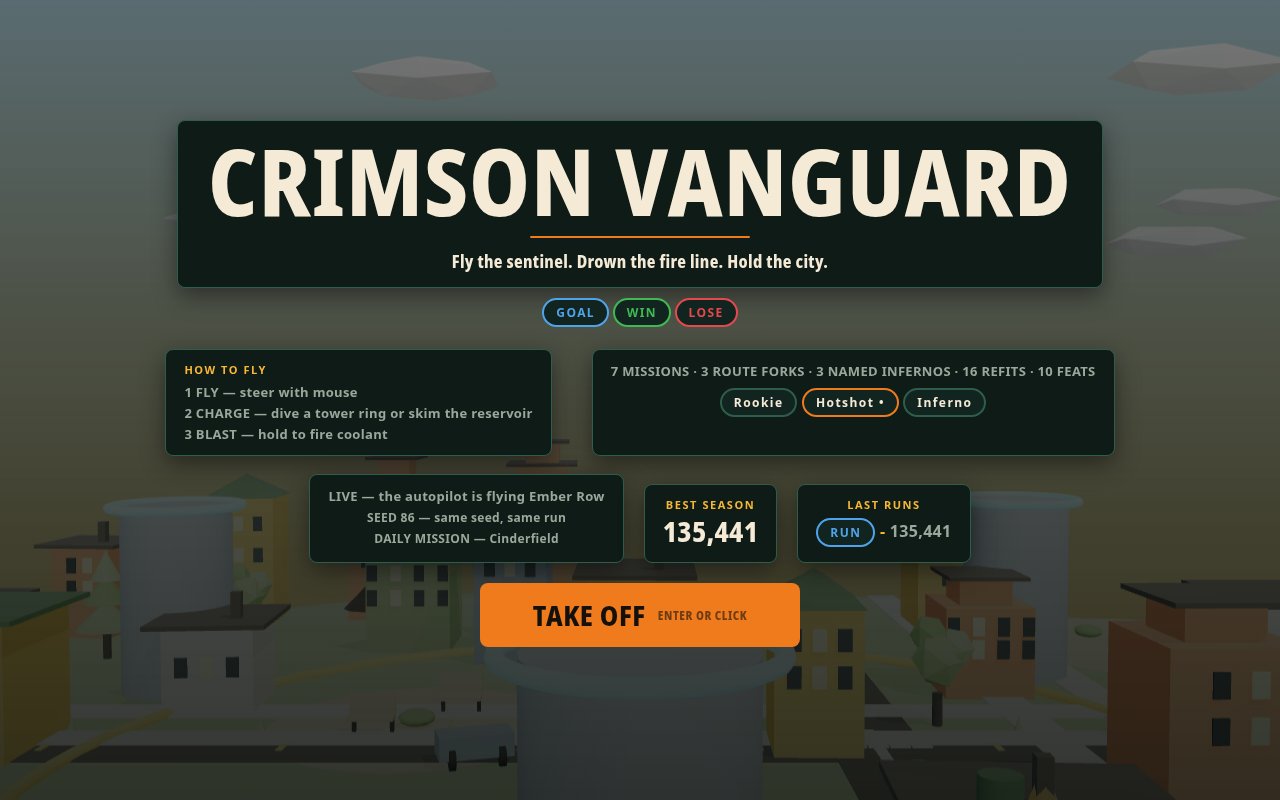 CRIMSON VANGUARD
Fly the sentinel. Drown the fire line. Hold the city.
GOAL WIN LOSE
HOW TO FLY
1 FLY — steer with mouse
2 CHARGE — dive a tower ring or skim the reservoir
3 BLAST — hold to fire coolant
7 MISSIONS · 3 ROUTE FORKS · 3 NAMED INFERNOS · 16 REFITS · 10 FEATS
Rookie Hotshot • Inferno
LIVE — the autopilot is flying Ember Row
SEED 86 — same seed, same run
DAILY MISSION — Cinderfield
BEST SEASON
135,441
LAST RUNS
RUN - 135,441
TAKE OFF ENTER OR CLICK